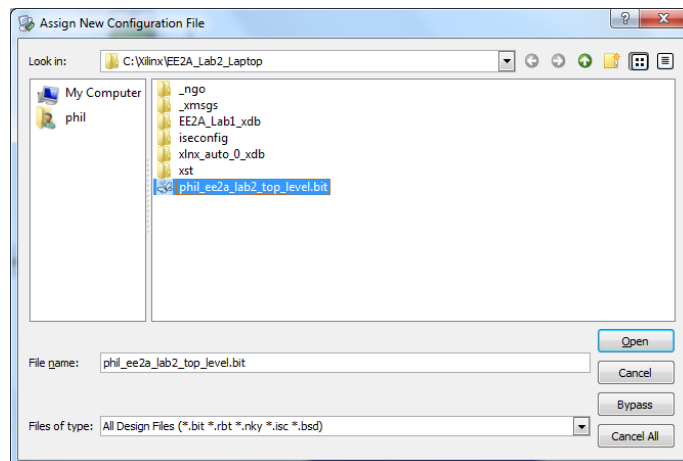 Assign New Configuration File
Look in:
C:\Xilinx\EE2A_Lab2_Laptop
My Computer
phil
_ngo
_xmsgs
EE2A_Lab1_xdb
iseconfig
xlnx_auto_0_xdb
xst
phil_ee2a_lab2_top_level.bit
Open
File name:
phil_ee2a_lab2_top_level.bit
Cancel
Bypass
Files of type:
All Design Files (*.bit *.rbt *.nky *.isc *.bsd)
Cancel All